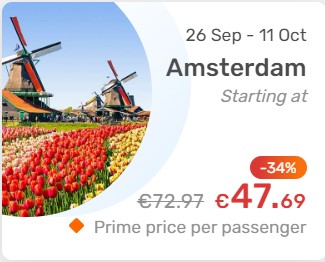 26 Sep - 11 Oct
Amsterdam
Starting at
-34%
€72.97 €47.69
Prime price per passenger